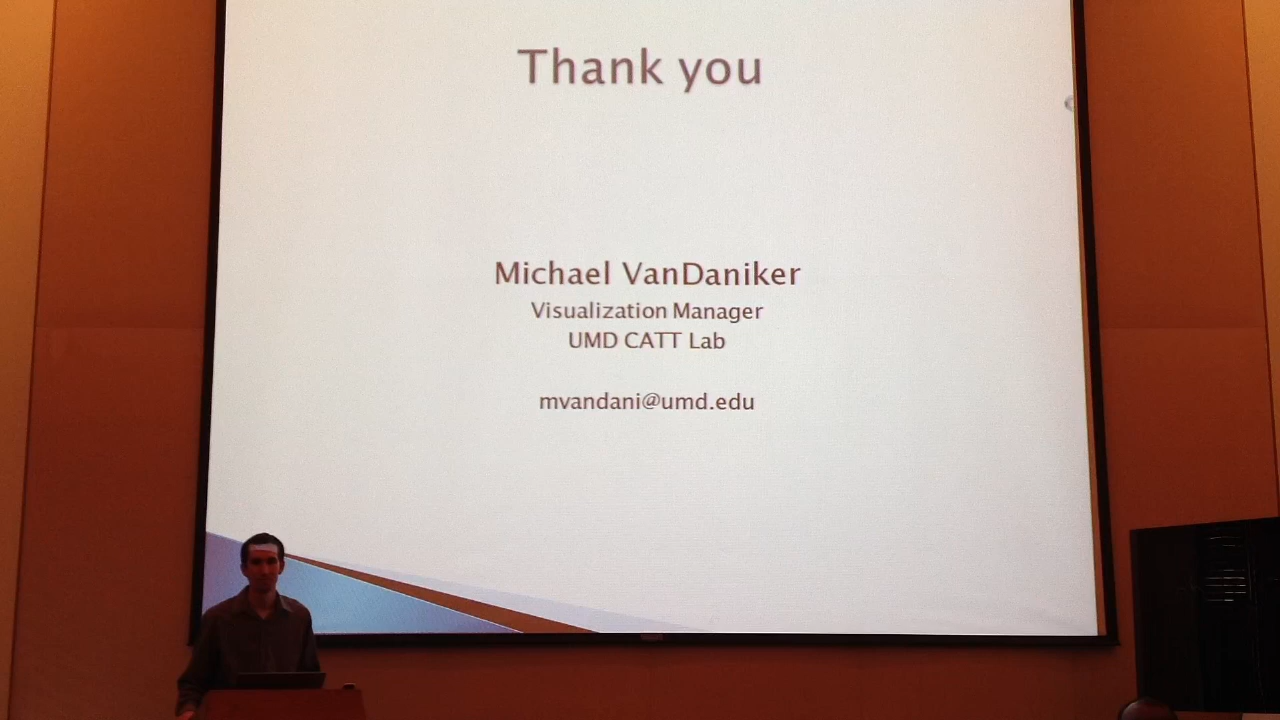 Thank you
Michael VanDaniker
Visualization Manager
UMD CATT Lab
mvandani@umd.edu